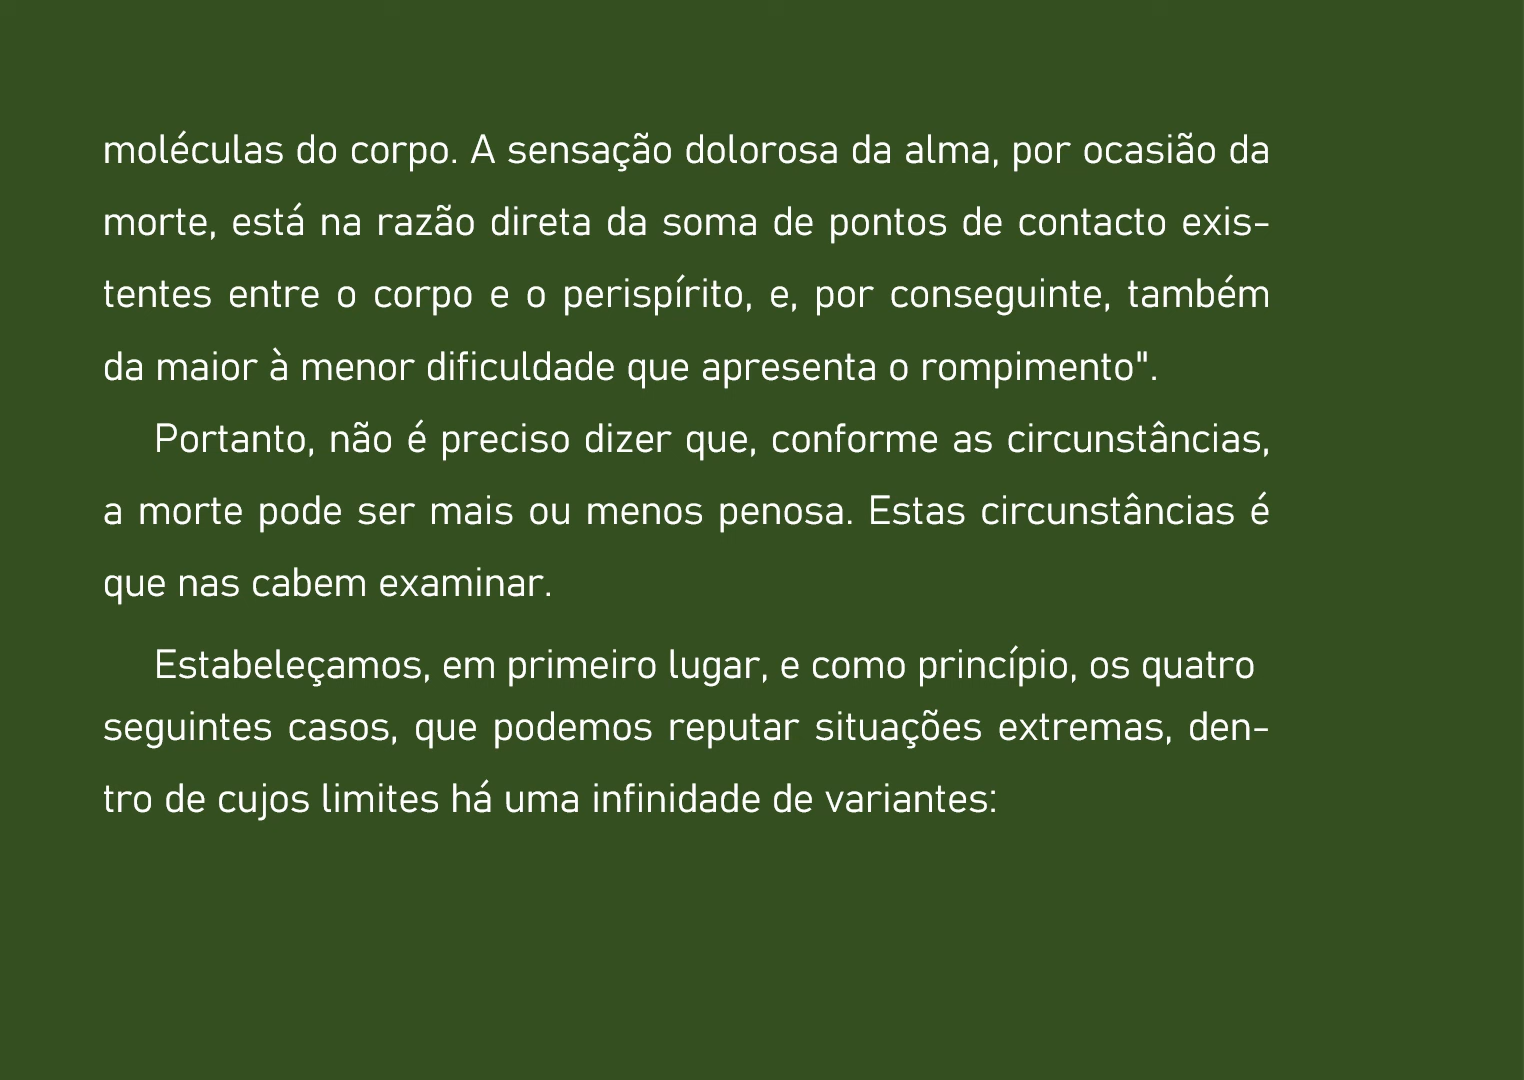 moléculas do corpo. A sensação dolorosa da alma, por ocasião da
morte, está na razão direta da soma de pontos de contacto exis-
tentes entre o corpo e o perispírito, e, por conseguinte, também
da maior à menor dificuldade que apresenta o rompimento".
Portanto, não é preciso dizer que, conforme as circunstâncias,
a morte pode ser mais ou menos penosa. Estas circunstâncias é
que nas cabem examinar.
Estabeleçamos, em primeiro lugar, e como princípio, os quatro
seguintes casos, que podemos reputar situações extremas, den-
tro de cujos limites há uma infinidade de variantes: